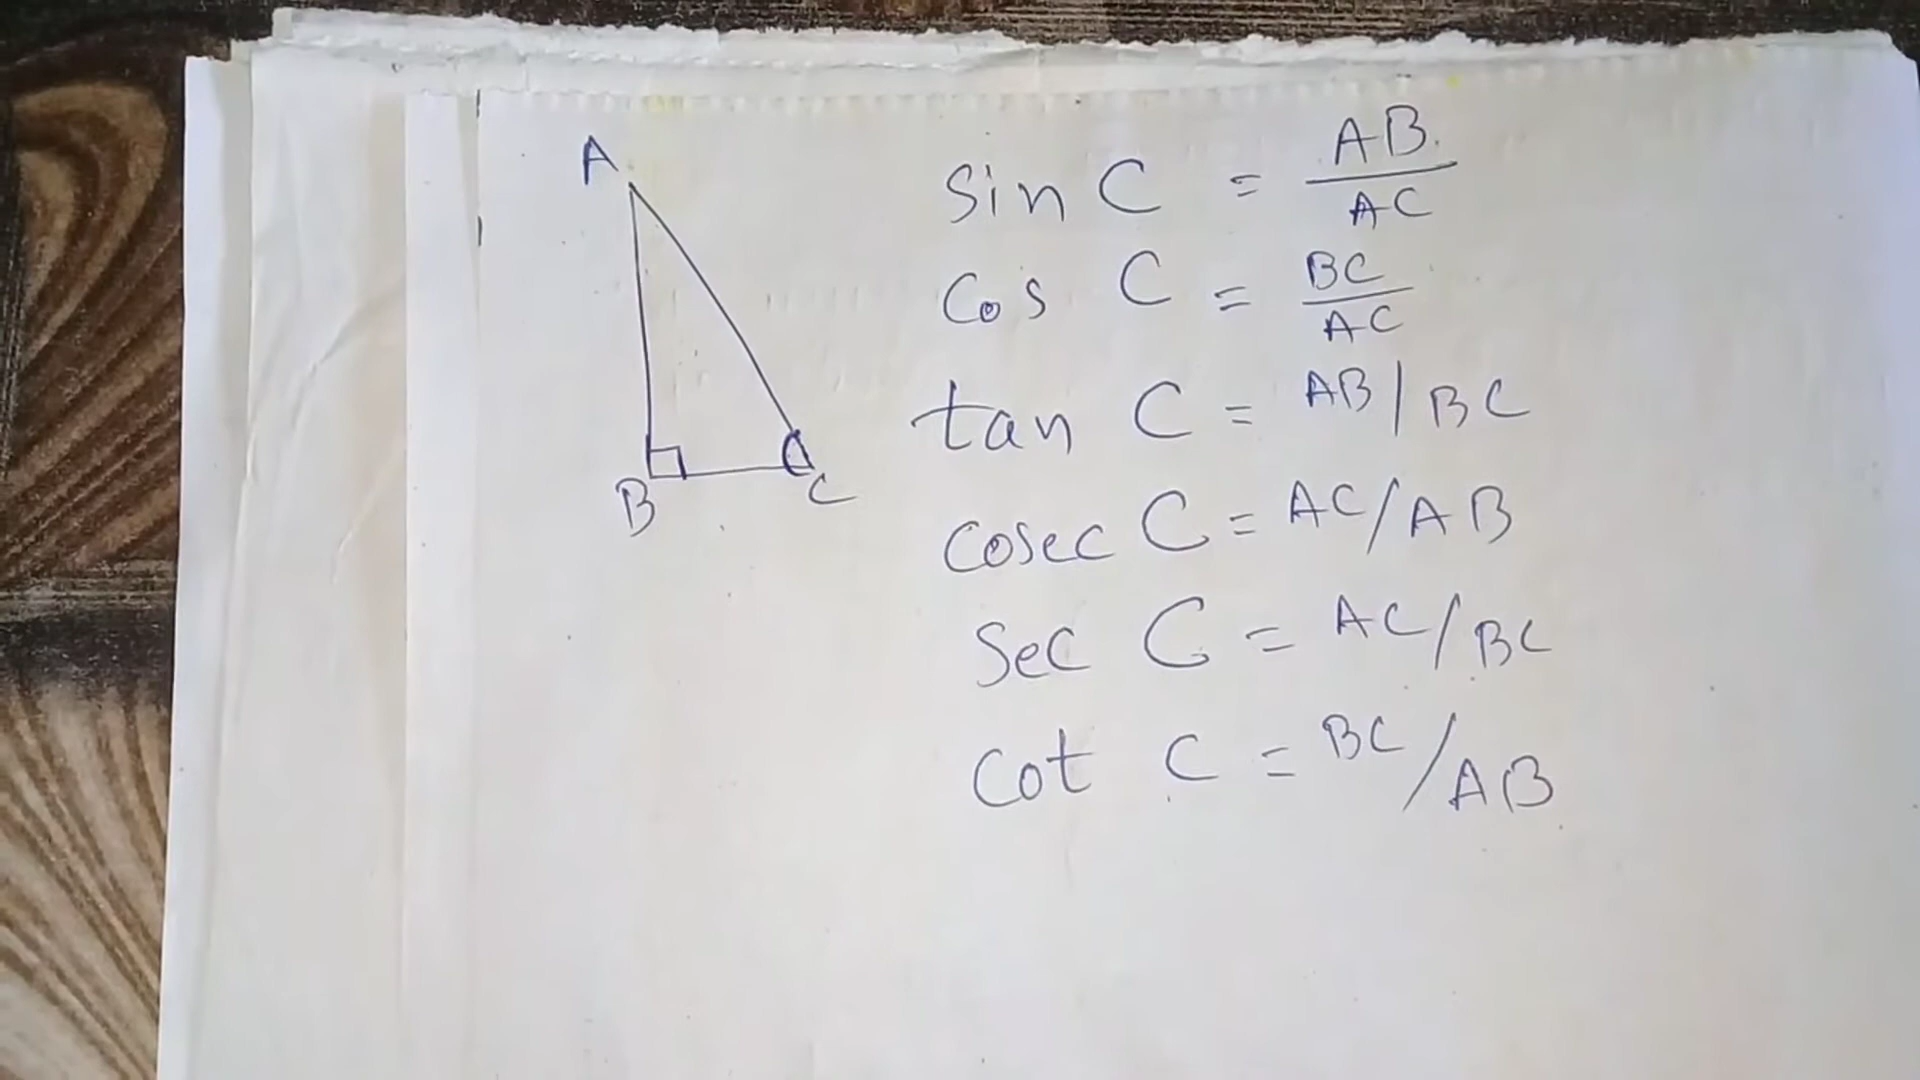 A
B
C
sin C = AB/AC
cos C = BC/AC
tan C = AB/BC
cosec C = AC/AB
sec C = AC/BC
cot C = BC/AB